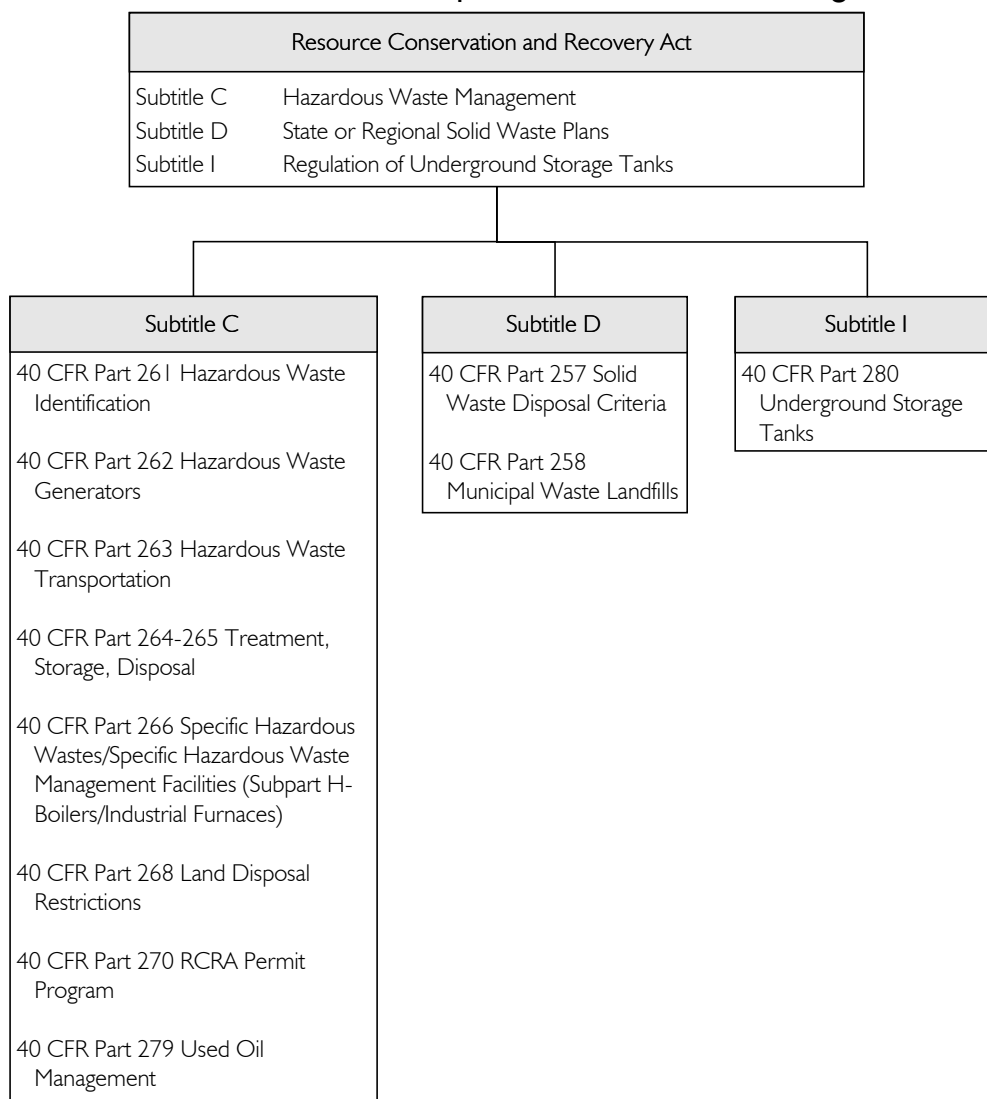 Resource Conservation and Recovery Act
Subtitle C Hazardous Waste Management
Subtitle D State or Regional Solid Waste Plans
Subtitle I Regulation of Underground Storage Tanks
Subtitle C
40 CFR Part 261 Hazardous Waste
Identification
40 CFR Part 262 Hazardous Waste
Generators
40 CFR Part 263 Hazardous Waste
Transportation
40 CFR Part 264-265 Treatment,
Storage, Disposal
40 CFR Part 266 Specific Hazardous
Wastes/Specific Hazardous Waste
Management Facilities (Subpart H-
Boilers/Industrial Furnaces)
40 CFR Part 268 Land Disposal
Restrictions
40 CFR Part 270 RCRA Permit
Program
40 CFR Part 279 Used Oil
Management
Subtitle D
40 CFR Part 257 Solid
Waste Disposal Criteria
40 CFR Part 258
Municipal Waste Landfills
Subtitle I
40 CFR Part 280
Underground Storage
Tanks